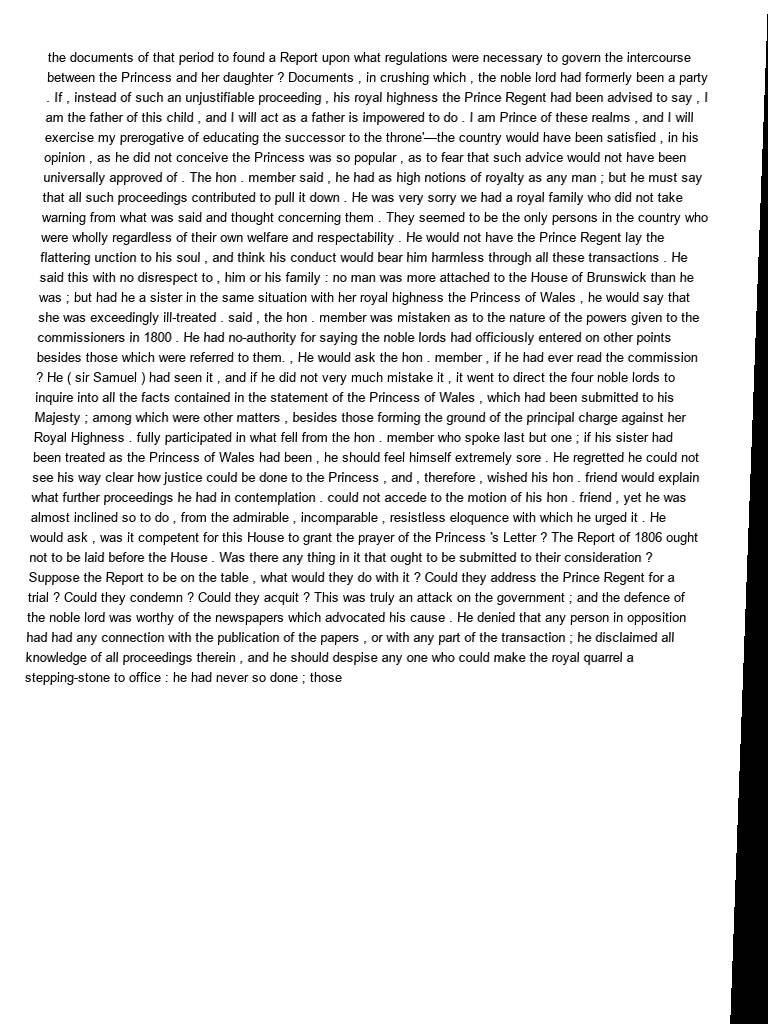 the documents of that period to found a Report upon what regulations were necessary to govern the intercourse
between the Princess and her daughter ? Documents , in crushing which , the noble lord had formerly been a party
. If , instead of such an unjustifiable proceeding , his royal highness the Prince Regent had been advised to say , I
am the father of this child , and I will act as a father is impowered to do . I am Prince of these realms , and I will
exercise my prerogative of educating the successor to the throne'—the country would have been satisfied , in his
opinion , as he did not conceive the Princess was so popular , as to fear that such advice would not have been
universally approved of . The hon . member said , he had as high notions of royalty as any man ; but he must say
that all such proceedings contributed to pull it down . He was very sorry we had a royal family who did not take
warning from what was said and thought concerning them . They seemed to be the only persons in the country who
were wholly regardless of their own welfare and respectability . He would not have the Prince Regent lay the
flattering unction to his soul , and think his conduct would bear him harmless through all these transactions . He
said this with no disrespect to , him or his family : no man was more attached to the House of Brunswick than he
was ; but had he a sister in the same situation with her royal highness the Princess of Wales , he would say that
she was exceedingly ill-treated . said , the hon . member was mistaken as to the nature of the powers given to the
commissioners in 1800 . He had no-authority for saying the noble lords had officiously entered on other points
besides those which were referred to them. , He would ask the hon . member , if he had ever read the commission
? He ( sir Samuel ) had seen it , and if he did not very much mistake it , it went to direct the four noble lords to
inquire into all the facts contained in the statement of the Princess of Wales , which had been submitted to his
Majesty ; among which were other matters , besides those forming the ground of the principal charge against her
Royal Highness . fully participated in what fell from the hon . member who spoke last but one ; if his sister had
been treated as the Princess of Wales had been , he should feel himself extremely sore . He regretted he could not
see his way clear how justice could be done to the Princess , and , therefore , wished his hon . friend would explain
what further proceedings he had in contemplation . could not accede to the motion of his hon . friend , yet he was
almost inclined so to do , from the admirable , incomparable , resistless eloquence with which he urged it . He
would ask , was it competent for this House to grant the prayer of the Princess 's Letter ? The Report of 1806 ought
not to be laid before the House . Was there any thing in it that ought to be submitted to their consideration ?
Suppose the Report to be on the table , what would they do with it ? Could they address the Prince Regent for a
trial ? Could they condemn ? Could they acquit ? This was truly an attack on the government ; and the defence of
the noble lord was worthy of the newspapers which advocated his cause . He denied that any person in opposition
had had any connection with the publication of the papers , or with any part of the transaction ; he disclaimed all
knowledge of all proceedings therein , and he should despise any one who could make the royal quarrel a
stepping-stone to office : he had never so done ; those